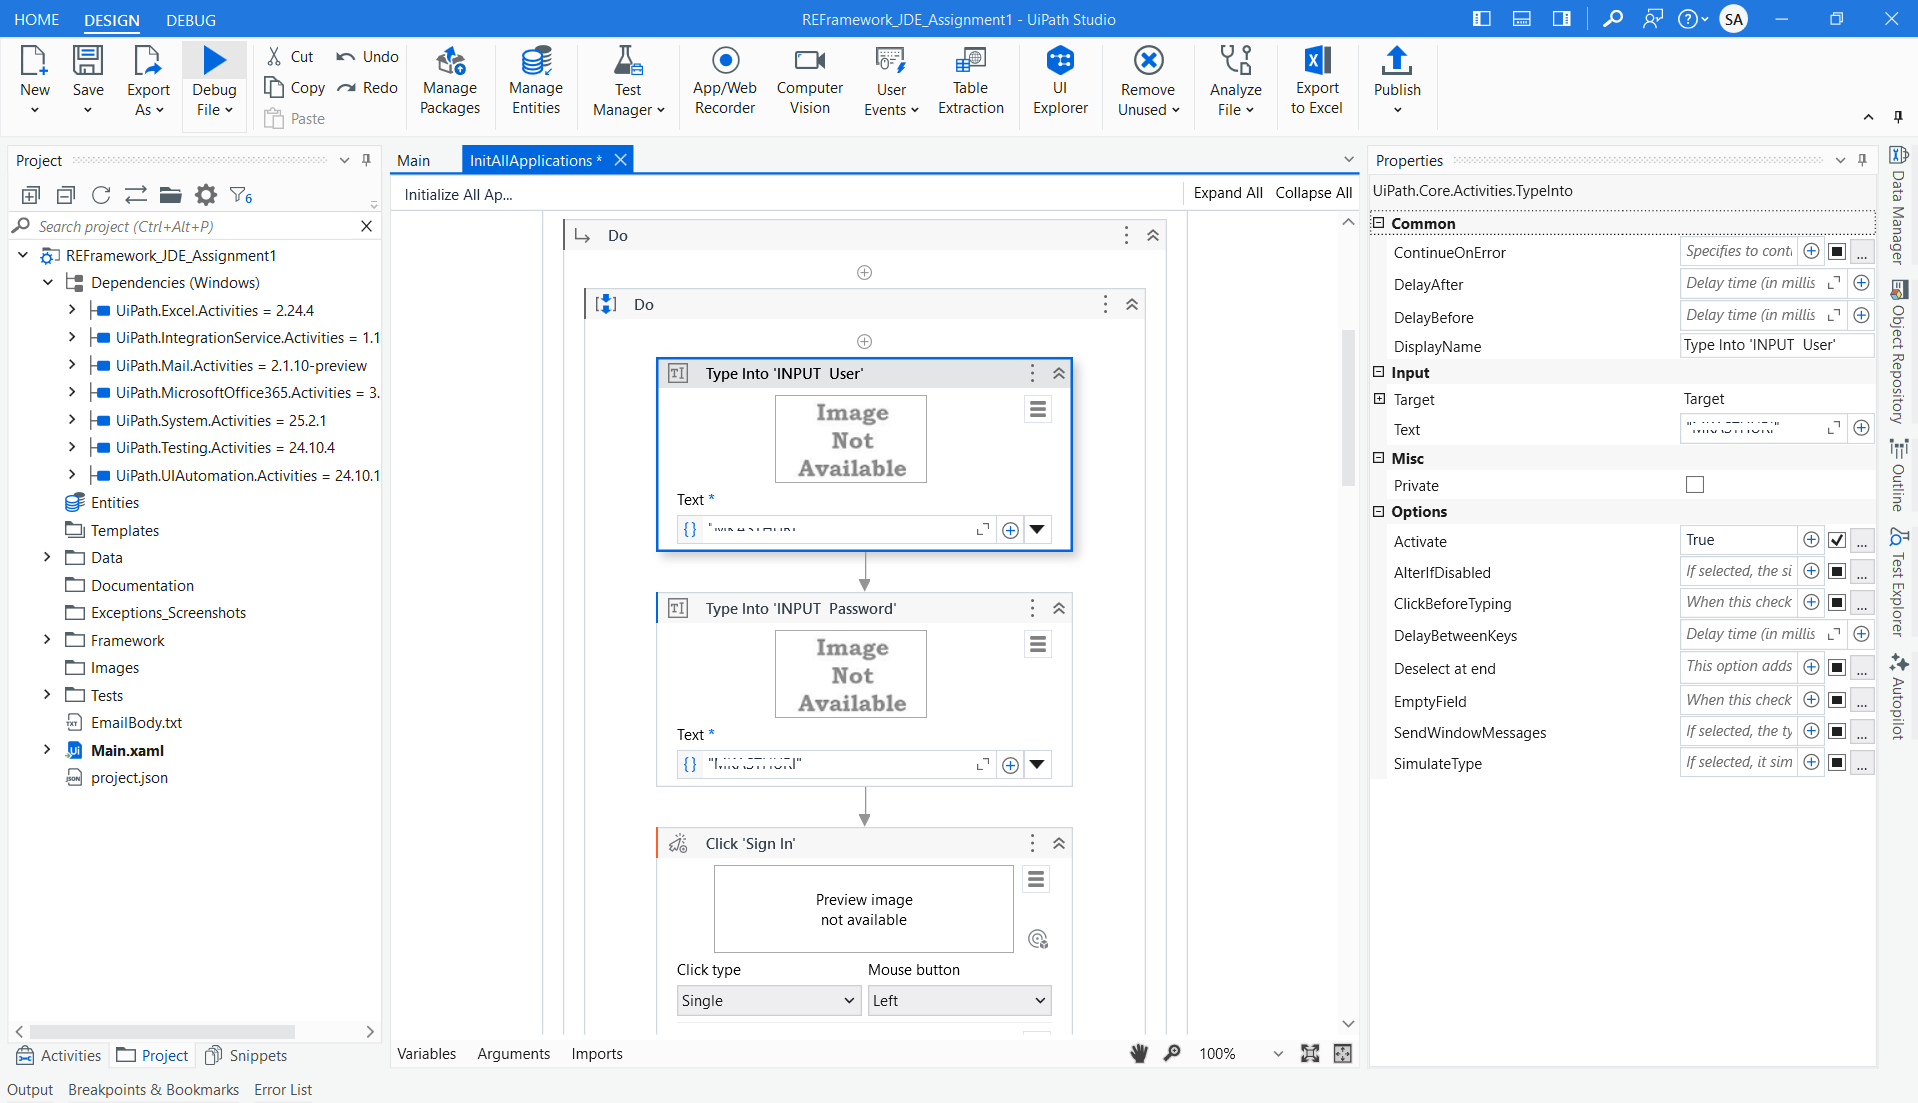 HOME DESIGN DEBUG REFramework_JDE_Assignment1 - UiPath Studio SA
New Save Export As Debug File
Cut Undo
Copy Redo
Paste
Manage Packages Manage Entities Test Manager App/Web Recorder Computer Vision User Events Table Extraction UI Explorer Remove Unused Analyze File Export to Excel Publish
Project
6
Search project (Ctrl+Alt+P)
REFramework_JDE_Assignment1
Dependencies (Windows)
UiPath.Excel.Activities = 2.24.4
UiPath.IntegrationService.Activities = 1.1
UiPath.Mail.Activities = 2.1.10-preview
UiPath.MicrosoftOffice365.Activities = 3.
UiPath.System.Activities = 25.2.1
UiPath.Testing.Activities = 24.10.4
UiPath.UIAutomation.Activities = 24.10.1
Entities
Templates
Data
Documentation
Exceptions_Screenshots
Framework
Images
Tests
EmailBody.txt
Main.xaml
project.json
Activities Project Snippets
Output Breakpoints & Bookmarks Error List
Main InitAllApplications *
Initialize All Ap... Expand All Collapse All
Do
Do
Type Into 'INPUT  User'
Image
Not
Available
Text *
Type Into 'INPUT  Password'
Image
Not
Available
Text *
Click 'Sign In'
Preview image
not available
Click type Mouse button
Single Left
Variables Arguments Imports 100%
Properties
UiPath.Core.Activities.TypeInto
Common
ContinueOnError Specifies to conti ...
DelayAfter Delay time (in millis
DelayBefore Delay time (in millis
DisplayName Type Into 'INPUT  User'
Input
Target Target
Text
Misc
Private
Options
Activate True ...
AlterIfDisabled If selected, the si ...
ClickBeforeTyping When this check ...
DelayBetweenKeys Delay time (in millis
Deselect at end This option adds ...
EmptyField When this check ...
SendWindowMessages If selected, the ty ...
SimulateType If selected, it sim ...
Data Manager
Object Repository
Outline
Test Explorer
Autopilot